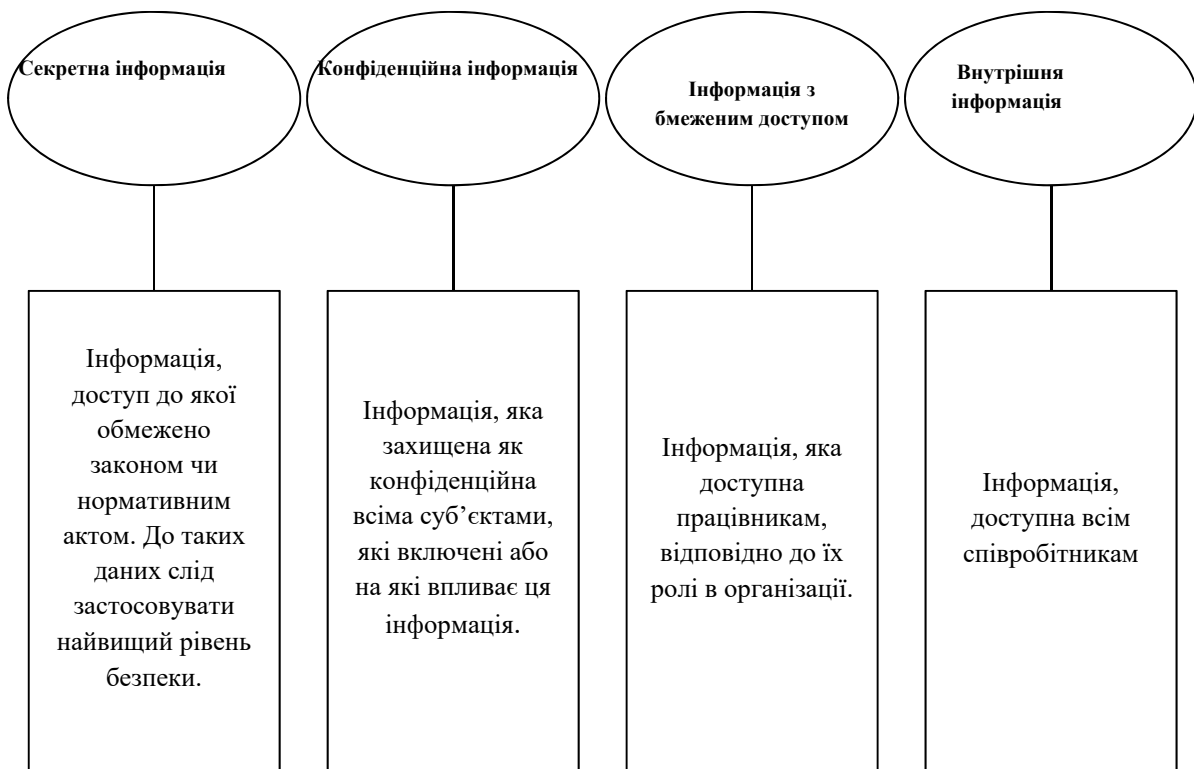 Секретна інформація
Конфіденційна інформація
Інформація з
бмеженим доступом
Внутрішня
інформація
Інформація,
доступ до якої
обмежено
законом чи
нормативним
актом. До таких
даних слід
застосовувати
найвищий рівень
безпеки.
Інформація, яка
захищена як
конфіденційна
всіма суб’єктами,
які включені або
на які впливає ця
інформація.
Інформація, яка
доступна
працівникам,
відповідно до їх
ролі в організації.
Інформація,
доступна всім
співробітникам